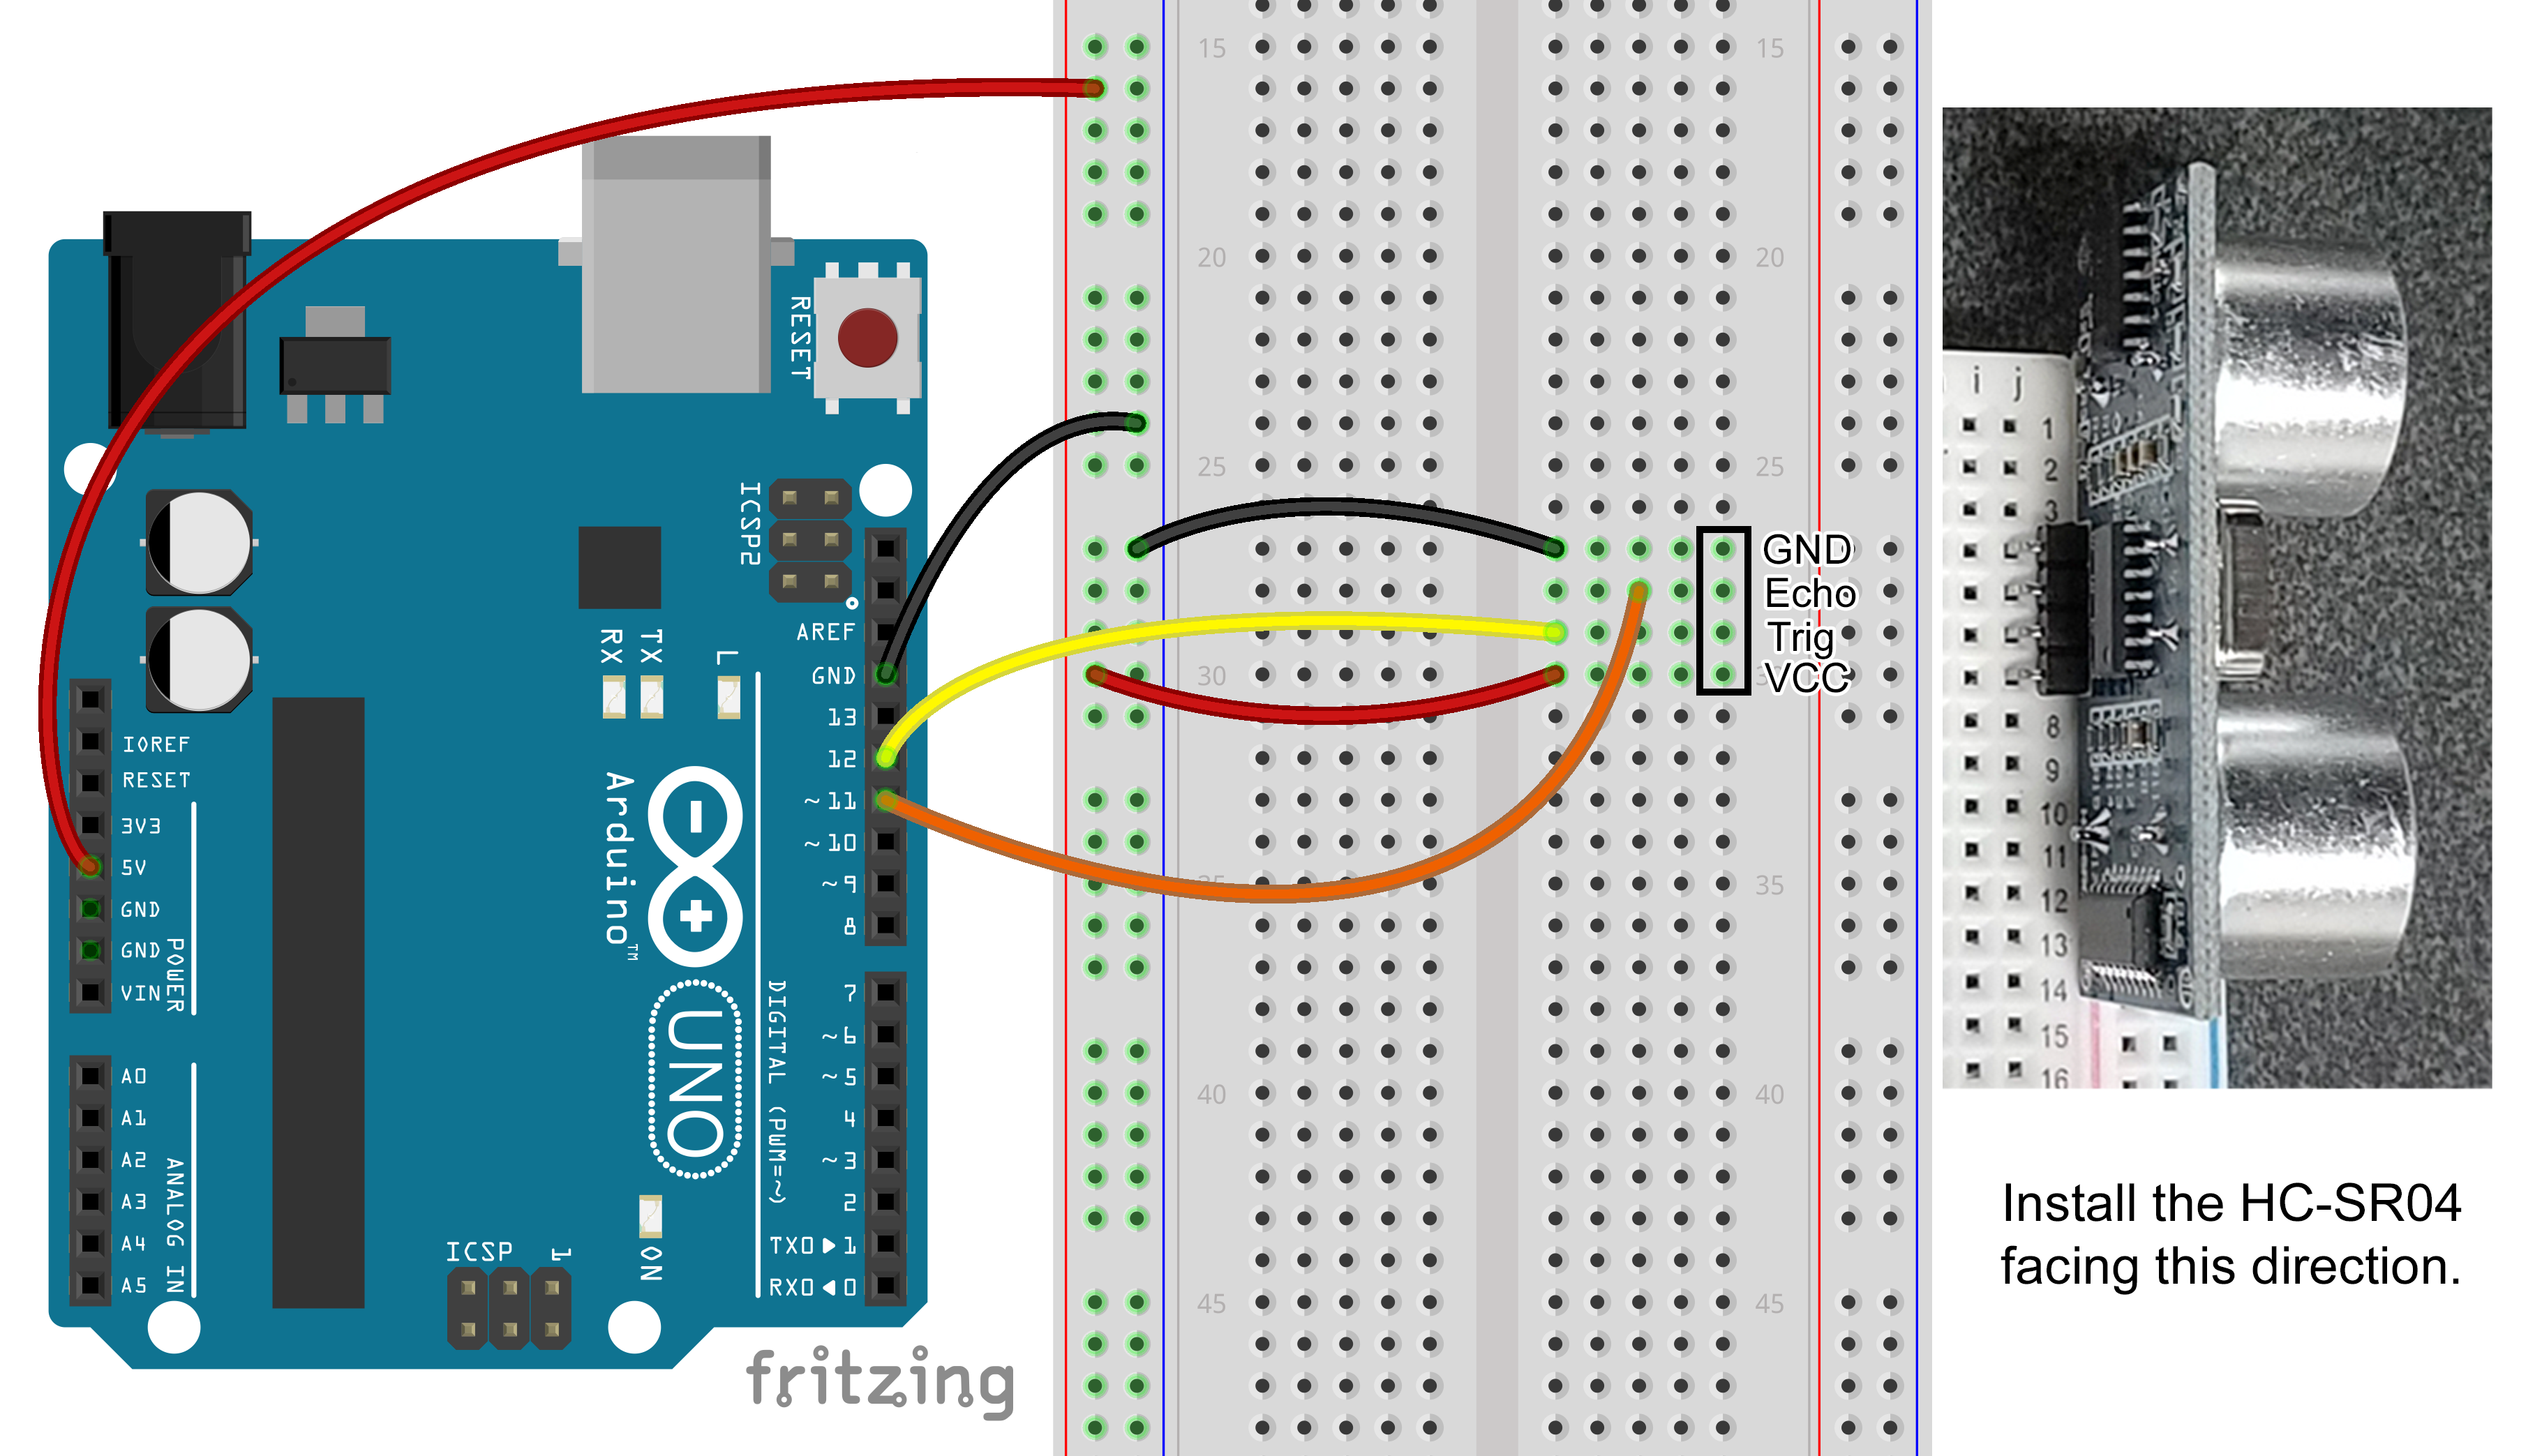 15
15
20
20
25
25
30
35
35
40
40
45
45
RESET
ICSP2
AREF
GND
13
12
~11
~10
~9
8
7
~6
~5
4
~3
2
TX0▶1
RX0◀0
DIGITAL (PWM=~)
RX
TX
L
IOREF
RESET
3V3
5V
GND
GND
VIN
POWER
A0
A1
A2
A3
A4
A5
ANALOG IN
Arduino™
UNO
ICSP
1
ON
fritzing
GND
Echo
Trig
VCC
i j
1
2
3
8
9
10
11
12
13
14
15
16
Install the HC-SR04
facing this direction.